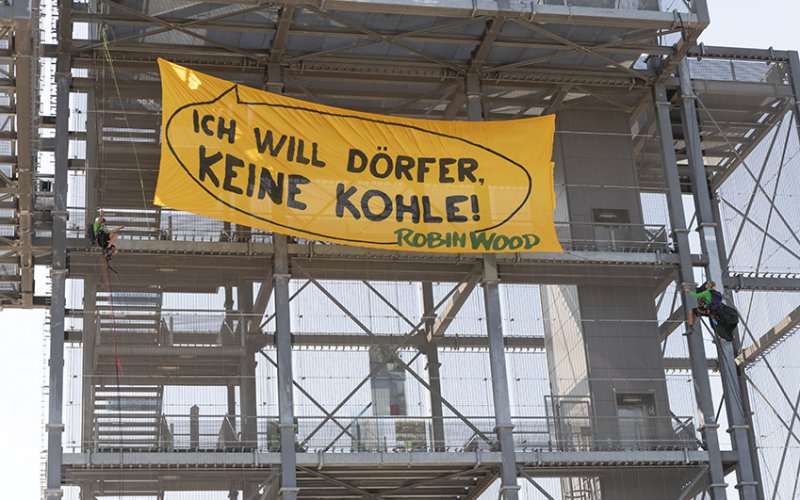 ICH WILL DÖRFER,
KEINE KOHLE!
ROBIN WOOD